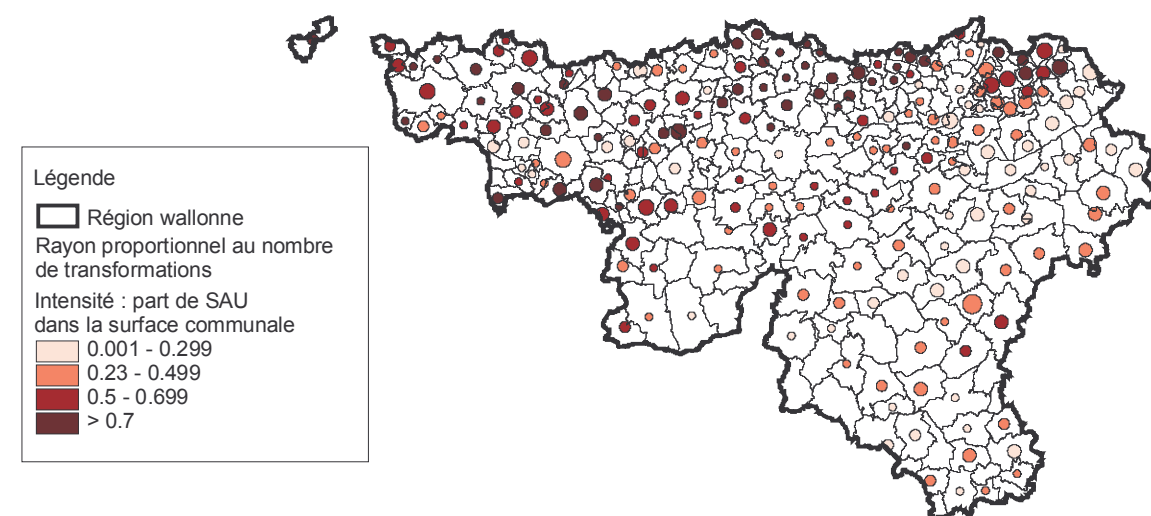 Légende
Région wallonne
Rayon proportionnel au nombre
de transformations
Intensité : part de SAU
dans la surface communale
0.001 - 0.299
0.23 - 0.499
0.5 - 0.699
> 0.7